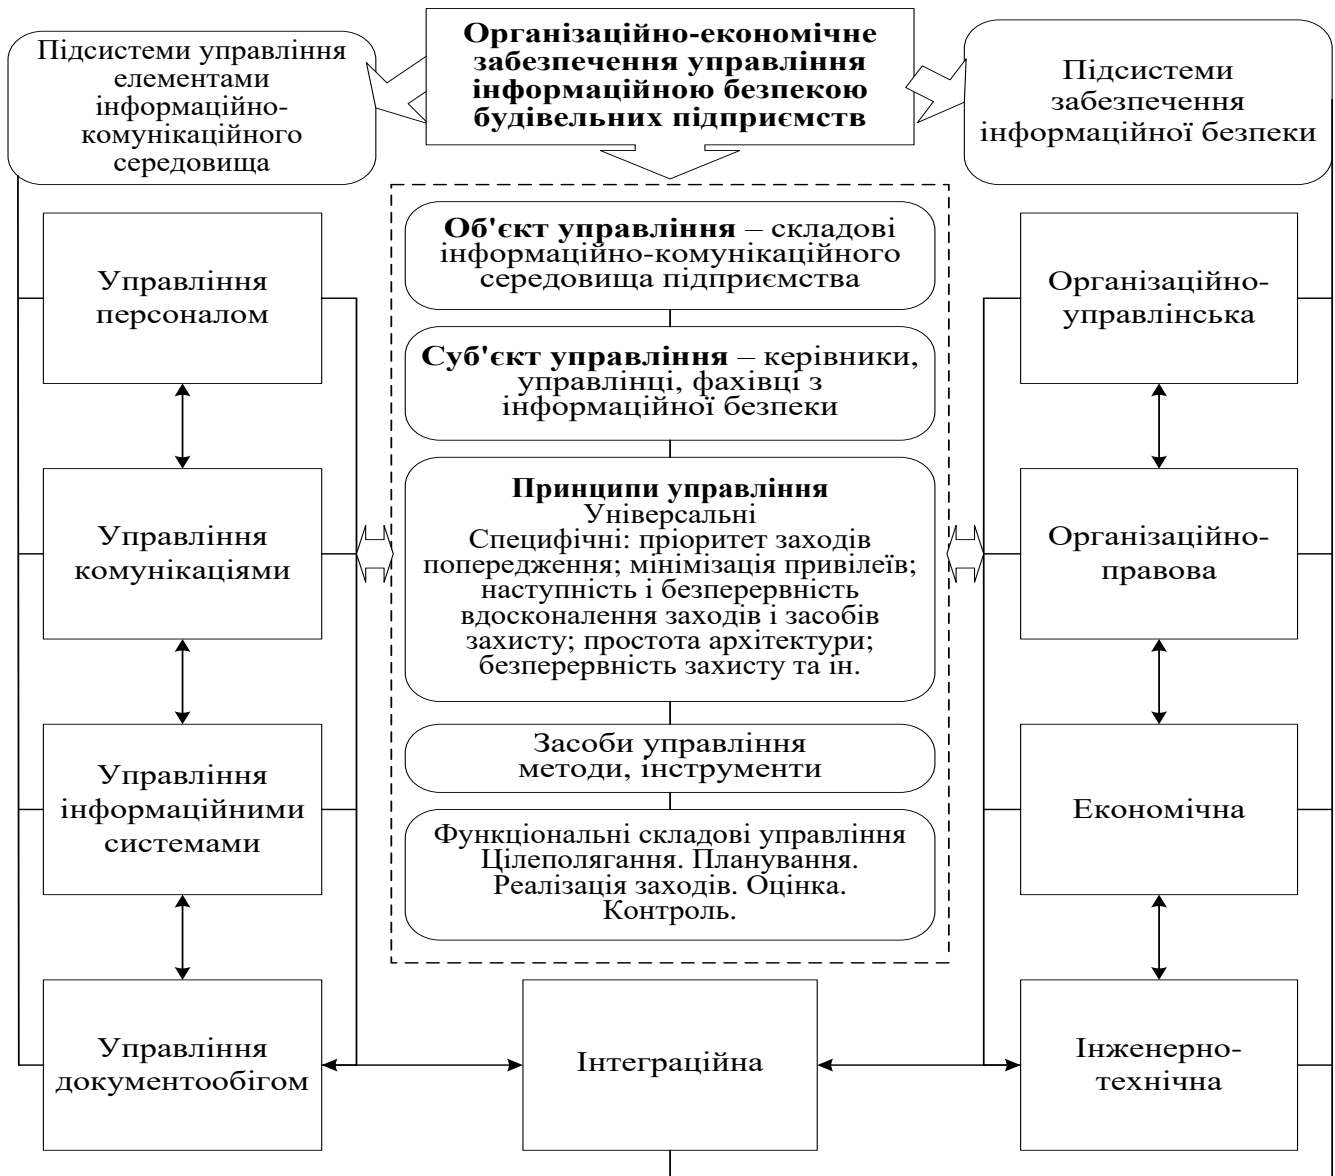 Організаційно-економічне
забезпечення управління
інформаційною безпекою
будівельних підприємств
Підсистеми управління
елементами
інформаційно-
комунікаційного
середовища
Підсистеми
забезпечення
інформаційної безпеки
Управління
персоналом
Управління
комунікаціями
Управління
інформаційними
системами
Управління
документообігом
Об'єкт управління – складові
інформаційно-комунікаційного
середовища підприємства
Суб'єкт управління – керівники,
управлінці, фахівці з
інформаційної безпеки
Принципи управління
Універсальні
Специфічні: пріоритет заходів
попередження; мінімізація привілеїв;
наступність і безперервність
вдосконалення заходів і засобів
захисту; простота архітектури;
безперервність захисту та ін.
Засоби управління
методи, інструменти
Функціональні складові управління
Цілеполягання. Планування.
Реалізація заходів. Оцінка.
Контроль.
Інтеграційна
Організаційно-
управлінська
Організаційно-
правова
Економічна
Інженерно-
технічна